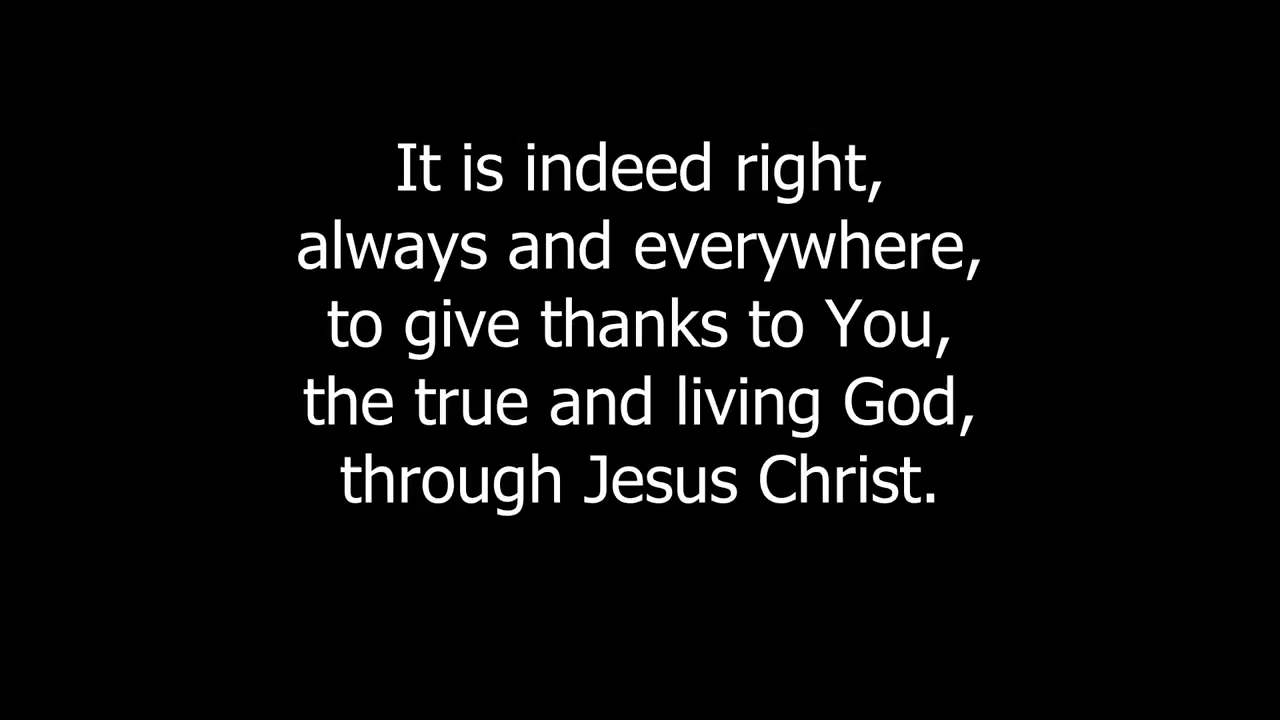 It is indeed right,
always and everywhere,
to give thanks to You,
the true and living God,
through Jesus Christ.